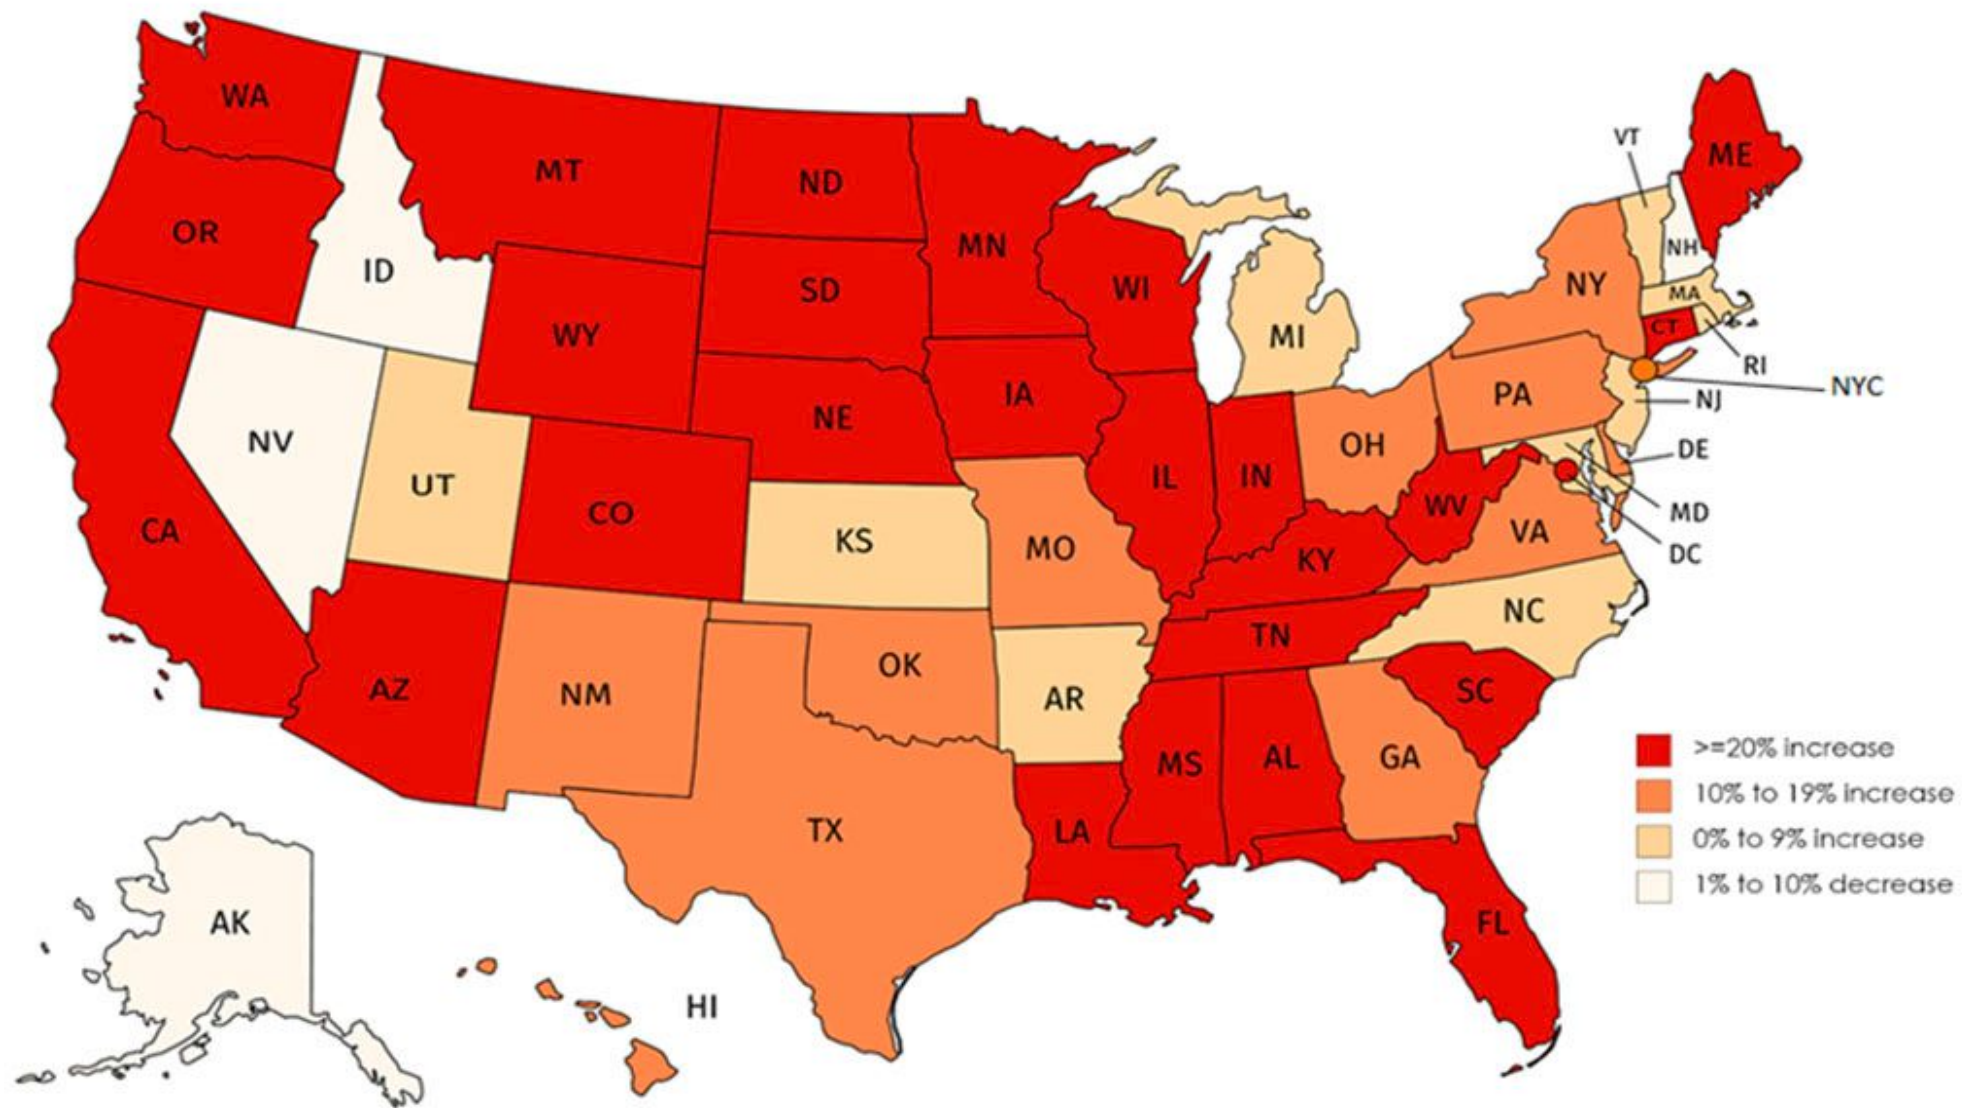 WA
MT
ND
MN
OR
ID
SD
WI
WY
MI
IA
NE
NV
UT
CO
CA
KS
MO
IL
IN
OH
KY
WV
VA
PA
NY
VT
ME
NH
MA
CT
RI
NYC
NJ
DE
MD
DC
NC
TN
SC
AZ
NM
OK
AR
MS
AL
GA
TX
LA
FL
AK
HI
>=20% increase
10% to 19% increase
0% to 9% increase
1% to 10% decrease